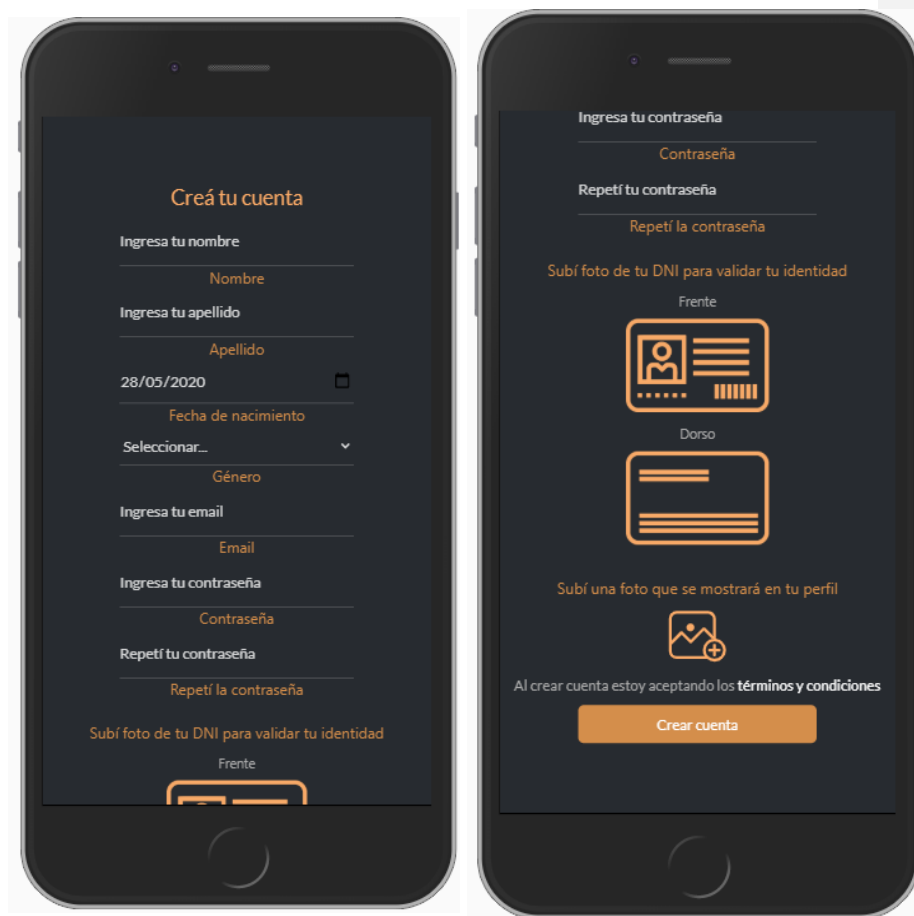 Creá tu cuenta
Ingresa tu nombre
Nombre
Ingresa tu apellido
Apellido
28/05/2020
Fecha de nacimiento
Seleccionar...
Género
Ingresa tu email
Email
Ingresa tu contraseña
Contraseña
Repetí tu contraseña
Repetí la contraseña
Subí foto de tu DNI para validar tu identidad
Frente
Ingresa tu contraseña
Contraseña
Repetí tu contraseña
Repetí la contraseña
Subí foto de tu DNI para validar tu identidad
Frente
Dorso
Subí una foto que se mostrará en tu perfil
Al crear cuenta estoy aceptando los términos y condiciones
Crear cuenta